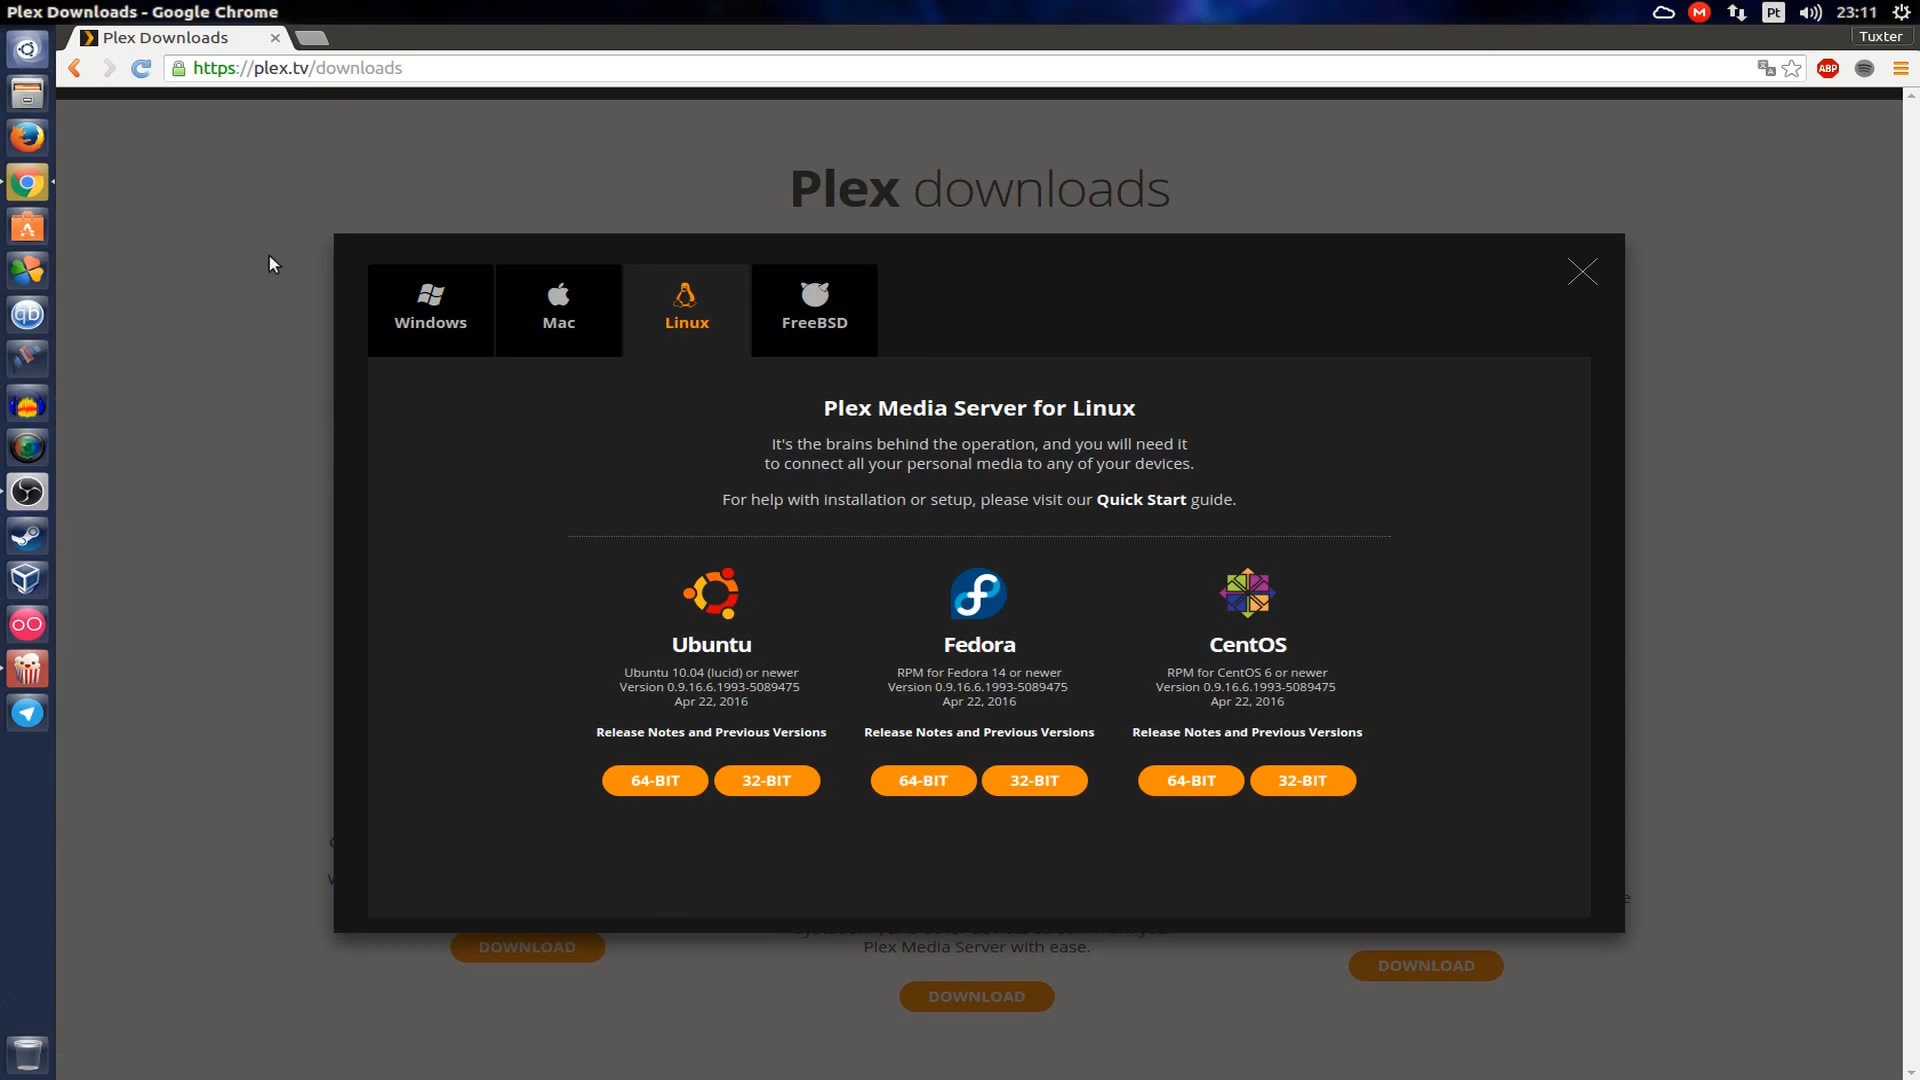 Plex Downloads - Google Chrome
Pt
23:11
Plex Downloads
Tuxter
https://plex.tv/downloads
ABP
Plex downloads
Windows
Mac
Linux
FreeBSD
Plex Media Server for Linux
It's the brains behind the operation, and you will need it
to connect all your personal media to any of your devices.
For help with installation or setup, please visit our Quick Start guide.
Ubuntu
Fedora
CentOS
Ubuntu 10.04 (lucid) or newer
Version 0.9.16.6.1993-5089475
Apr 22, 2016
RPM for Fedora 14 or newer
Version 0.9.16.6.1993-5089475
Apr 22, 2016
RPM for CentOS 6 or newer
Version 0.9.16.6.1993-5089475
Apr 22, 2016
Release Notes and Previous Versions
Release Notes and Previous Versions
Release Notes and Previous Versions
64-BIT 32-BIT
64-BIT 32-BIT
64-BIT 32-BIT
Plex Media Server with ease.
DOWNLOAD
DOWNLOAD
DOWNLOAD